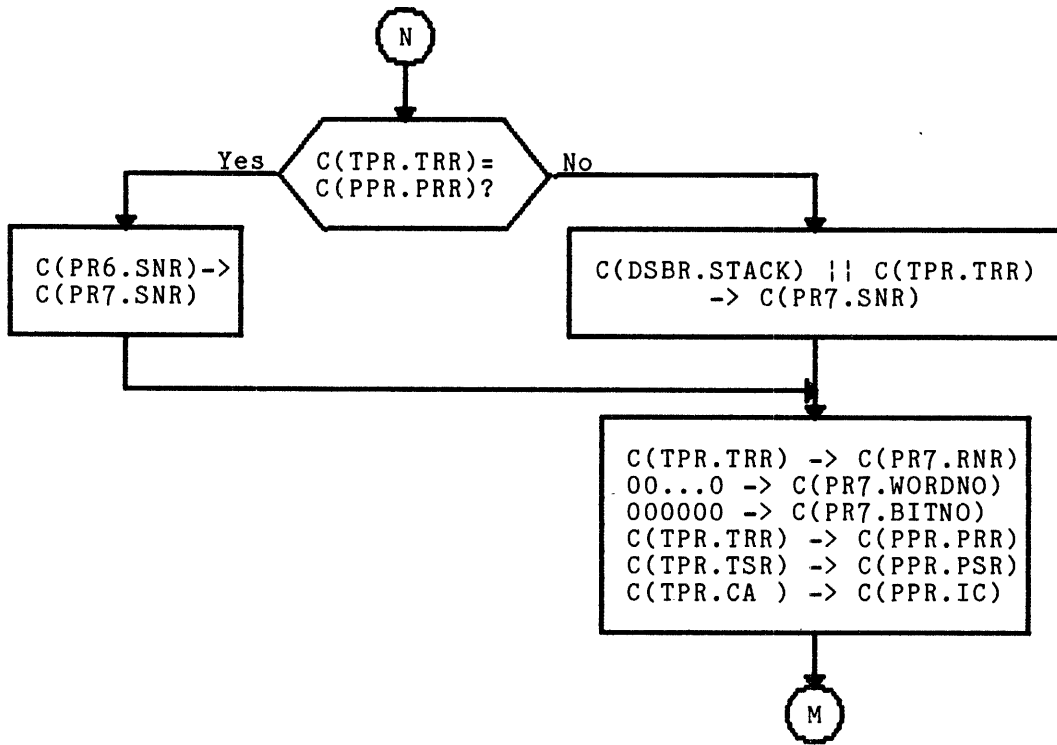 N
C(TPR.TRR)=
C(PPR.PRR)?
Yes
No
C(PR6.SNR)->
C(PR7.SNR)
C(DSBR.STACK) ¦¦ C(TPR.TRR)
-> C(PR7.SNR)
C(TPR.TRR) -> C(PR7.RNR)
00...0 -> C(PR7.WORDNO)
000000 -> C(PR7.BITNO)
C(TPR.TRR) -> C(PPR.PRR)
C(TPR.TSR) -> C(PPR.PSR)
C(TPR.CA ) -> C(PPR.IC)
M